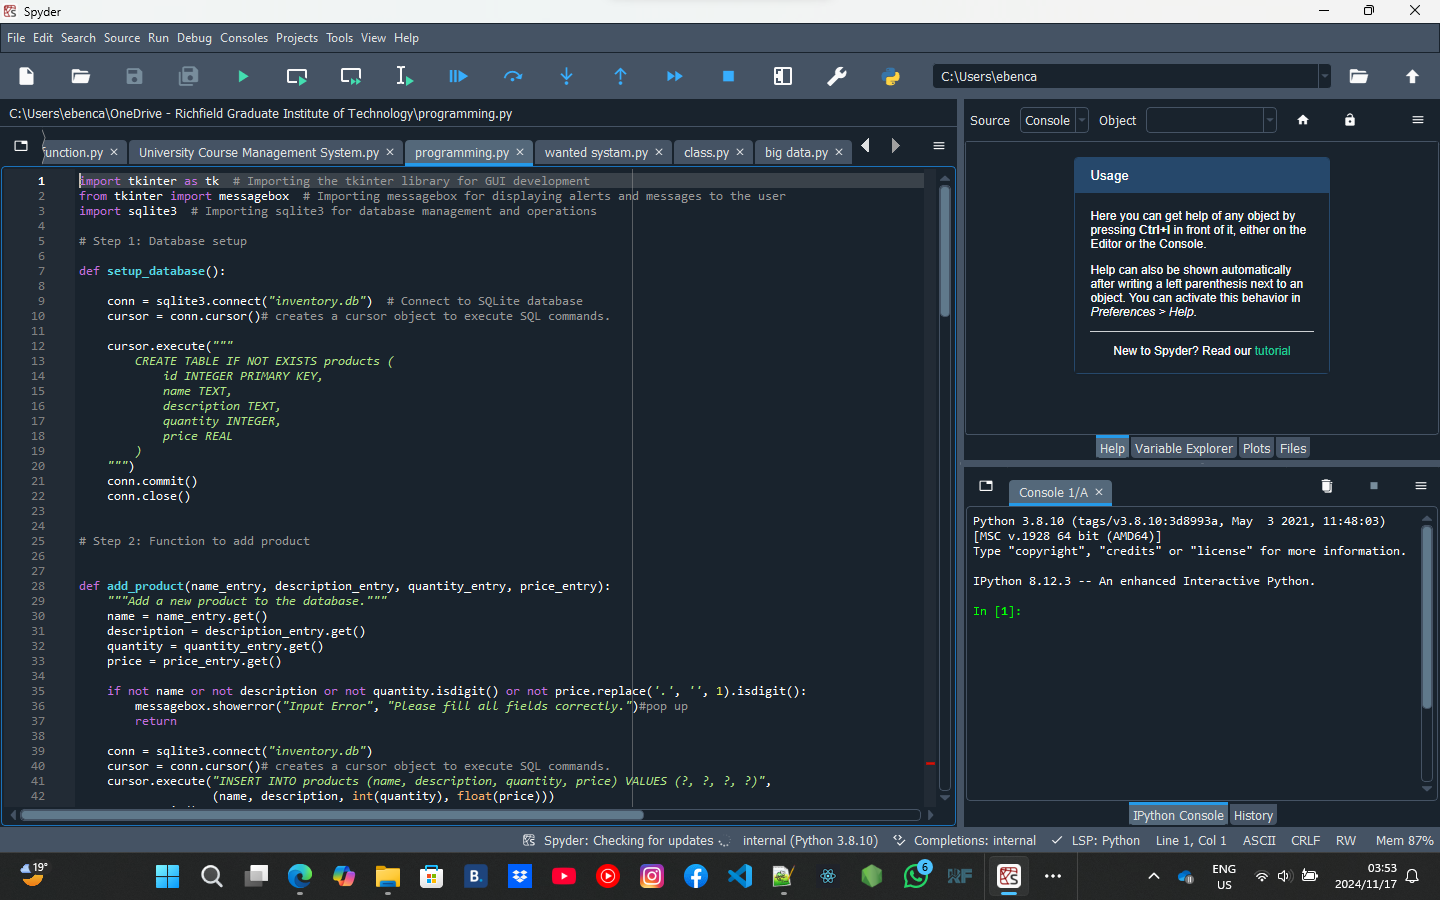 Spyder
File Edit Search Source Run Debug Consoles Projects Tools View Help
C:\Users\ebenca
C:\Users\ebenca\OneDrive - Richfield Graduate Institute of Technology\programming.py
unction.py University Course Management System.py programming.py wanted systam.py class.py big data.py
1 import tkinter as tk  # Importing the tkinter library for GUI development
2 from tkinter import messagebox  # Importing messagebox for displaying alerts and messages to the user
3 import sqlite3  # Importing sqlite3 for database management and operations
4
5 # Step 1: Database setup
6
7 def setup_database():
8
9     conn = sqlite3.connect("inventory.db")  # Connect to SQLite database
10     cursor = conn.cursor()# creates a cursor object to execute SQL commands.
11
12     cursor.execute("""
13         CREATE TABLE IF NOT EXISTS products (
14             id INTEGER PRIMARY KEY,
15             name TEXT,
16             description TEXT,
17             quantity INTEGER,
18             price REAL
19         )
20     """)
21     conn.commit()
22     conn.close()
23
24
25 # Step 2: Function to add product
26
27
28 def add_product(name_entry, description_entry, quantity_entry, price_entry):
29     """Add a new product to the database."""
30     name = name_entry.get()
31     description = description_entry.get()
32     quantity = quantity_entry.get()
33     price = price_entry.get()
34
35     if not name or not description or not quantity.isdigit() or not price.replace('.', '', 1).isdigit():
36         messagebox.showerror("Input Error", "Please fill all fields correctly.")#pop up
37         return
38
39     conn = sqlite3.connect("inventory.db")
40     cursor = conn.cursor()# creates a cursor object to execute SQL commands.
41     cursor.execute("INSERT INTO products (name, description, quantity, price) VALUES (?, ?, ?, ?)",
42                    (name, description, int(quantity), float(price)))
Source Console Object
Usage
Here you can get help of any object by
pressing Ctrl+I in front of it, either on the
Editor or the Console.
Help can also be shown automatically
after writing a left parenthesis next to an
object. You can activate this behavior in
Preferences > Help.
New to Spyder? Read our tutorial
Help Variable Explorer Plots Files
Console 1/A
Python 3.8.10 (tags/v3.8.10:3d8993a, May  3 2021, 11:48:03)
[MSC v.1928 64 bit (AMD64)]
Type "copyright", "credits" or "license" for more information.
IPython 8.12.3 -- An enhanced Interactive Python.
In [1]:
IPython Console History
Spyder: Checking for updates internal (Python 3.8.10) Completions: internal LSP: Python Line 1, Col 1 ASCII CRLF RW Mem 87%
19° B. 6 XF ENG 03:53
US 2024/11/17